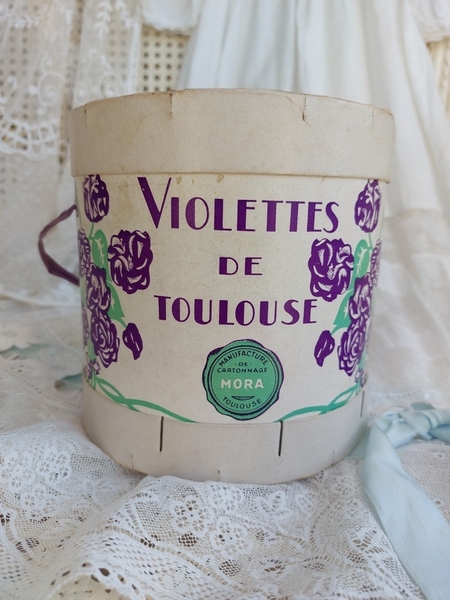 VIOLETTES
DE
TOULOUSE
MANUFACTURE
DE
CARTONNAGE
MORA
TOULOUSE